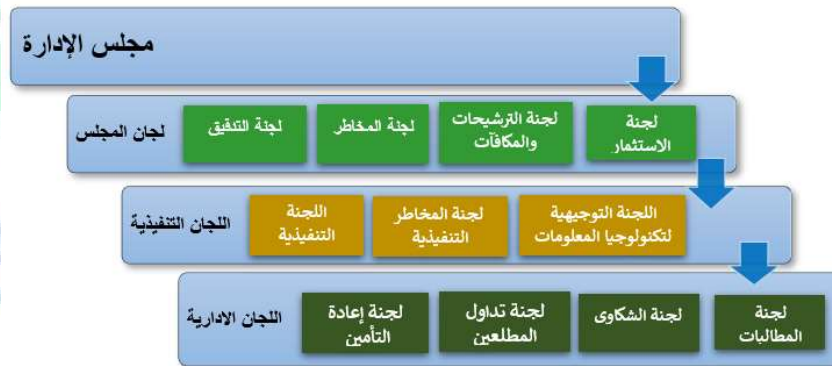 مجلس الإدارة
لجان المجلس
لجنة
الاستثمار
لجنة الترشيحات
والمكافآت
لجنة المخاطر
لجنة التدقيق
اللجان التنفيذية
اللجنة التوجيهية
لتكنولوجيا المعلومات
لجنة المخاطر
التنفيذية
اللجنة
التنفيذية
اللجان الادارية
لجنة
المطالبات
لجنة الشكاوى
لجنة تداول
المطلعين
لجنة إعادة
التأمين